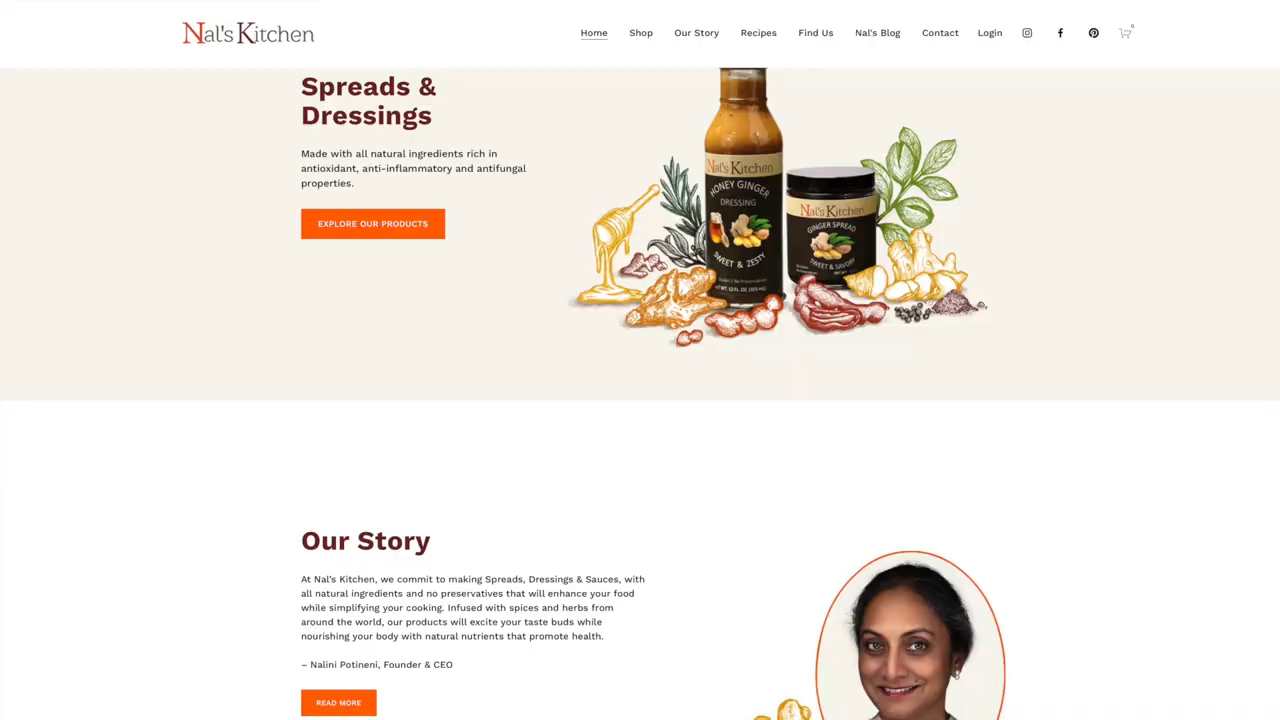 Nal's Kitchen
Home Shop Our Story Recipes Find Us Nal's Blog Contact Login 0
Spreads &
Dressings
Made with all natural ingredients rich in
antioxidant, anti-inflammatory and antifungal
properties.
EXPLORE OUR PRODUCTS
Nal's Kitchen
HONEY GINGER
DRESSING
SWEET & ZESTY
Nal's Kitchen
GINGER SPREAD
SWEET & SAVORY
Our Story
At Nal's Kitchen, we commit to making Spreads, Dressings & Sauces, with
all natural ingredients and no preservatives that will enhance your food
while simplifying your cooking. Infused with spices and herbs from
around the world, our products will excite your taste buds while
nourishing your body with natural nutrients that promote health.
– Nalini Potineni, Founder & CEO
READ MORE